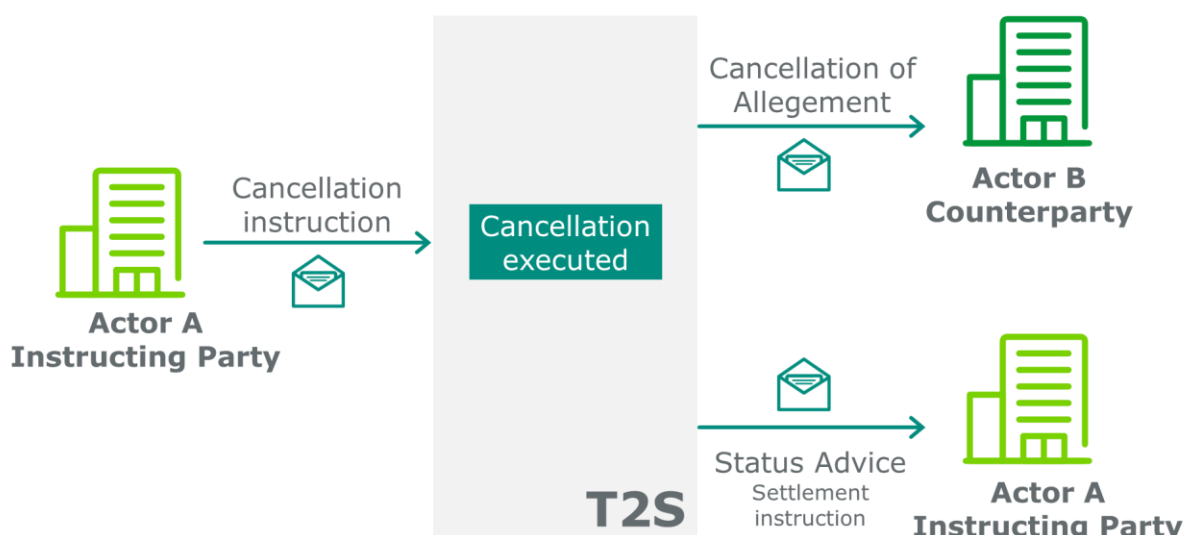 Cancellation
instruction
Actor A
Instructing Party
Cancellation
executed
T2S
Cancellation of
Allegement
Actor B
Counterparty
Status Advice
Settlement
instruction
Actor A
Instructing Party